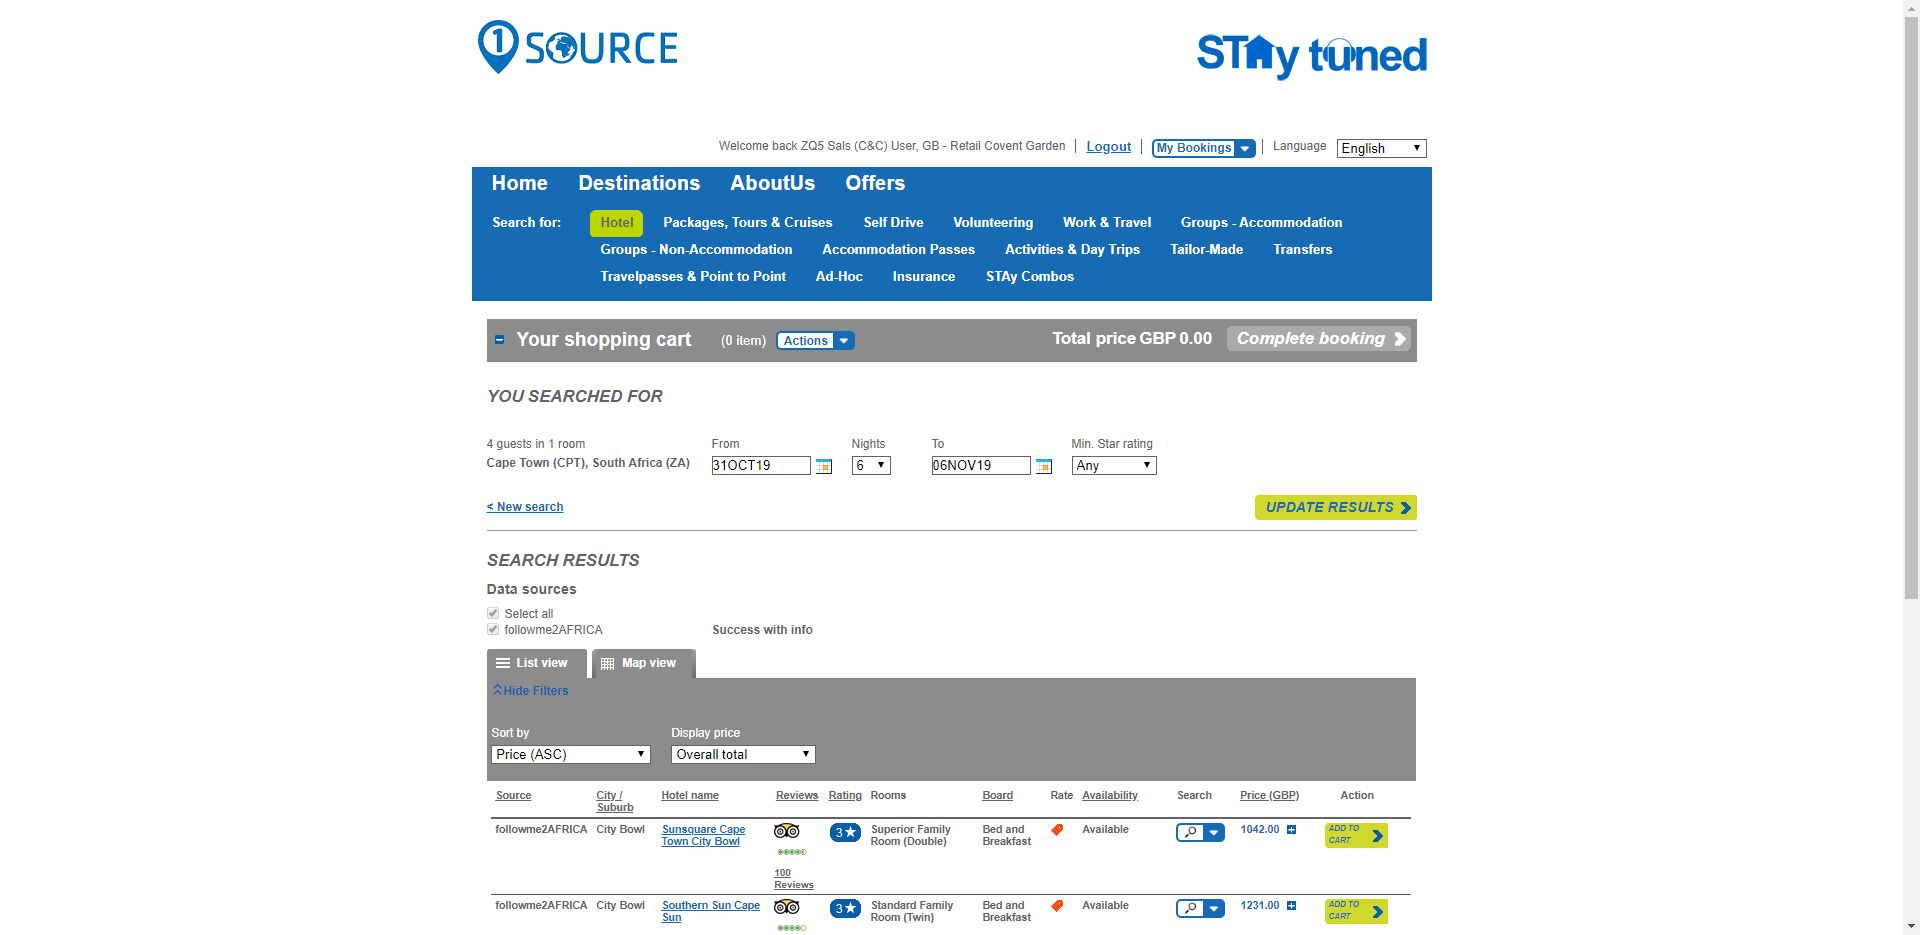 1 SOURCE
STAy tuned
Welcome back ZQ5 Sals (C&C) User, GB - Retail Covent Garden
Logout
My Bookings
Language
English
Home Destinations AboutUs Offers
Search for: Hotel Packages, Tours & Cruises Self Drive Volunteering Work & Travel Groups - Accommodation
Groups - Non-Accommodation Accommodation Passes Activities & Day Trips Tailor-Made Transfers
Travelpasses & Point to Point Ad-Hoc Insurance STAy Combos
Your shopping cart (0 item) Actions Total price GBP 0.00 Complete booking
YOU SEARCHED FOR
4 guests in 1 room From Nights To Min. Star rating
Cape Town (CPT), South Africa (ZA) 31OCT19 6 06NOV19 Any
< New search UPDATE RESULTS
SEARCH RESULTS
Data sources
Select all
followme2AFRICA Success with info
List view Map view
Hide Filters
Sort by Display price
Price (ASC) Overall total
Source City / Hotel name Reviews Rating Rooms Board Rate Availability Search Price (GBP) Action
Suburb
followme2AFRICA City Bowl Sunsquare Cape 3 Superior Family Bed and Available 1042.00 ADD TO
Town City Bowl Room (Double) Breakfast CART
100
Reviews
followme2AFRICA City Bowl Southern Sun Cape 3 Standard Family Bed and Available 1231.00 ADD TO
Sun Room (Twin) Breakfast CART